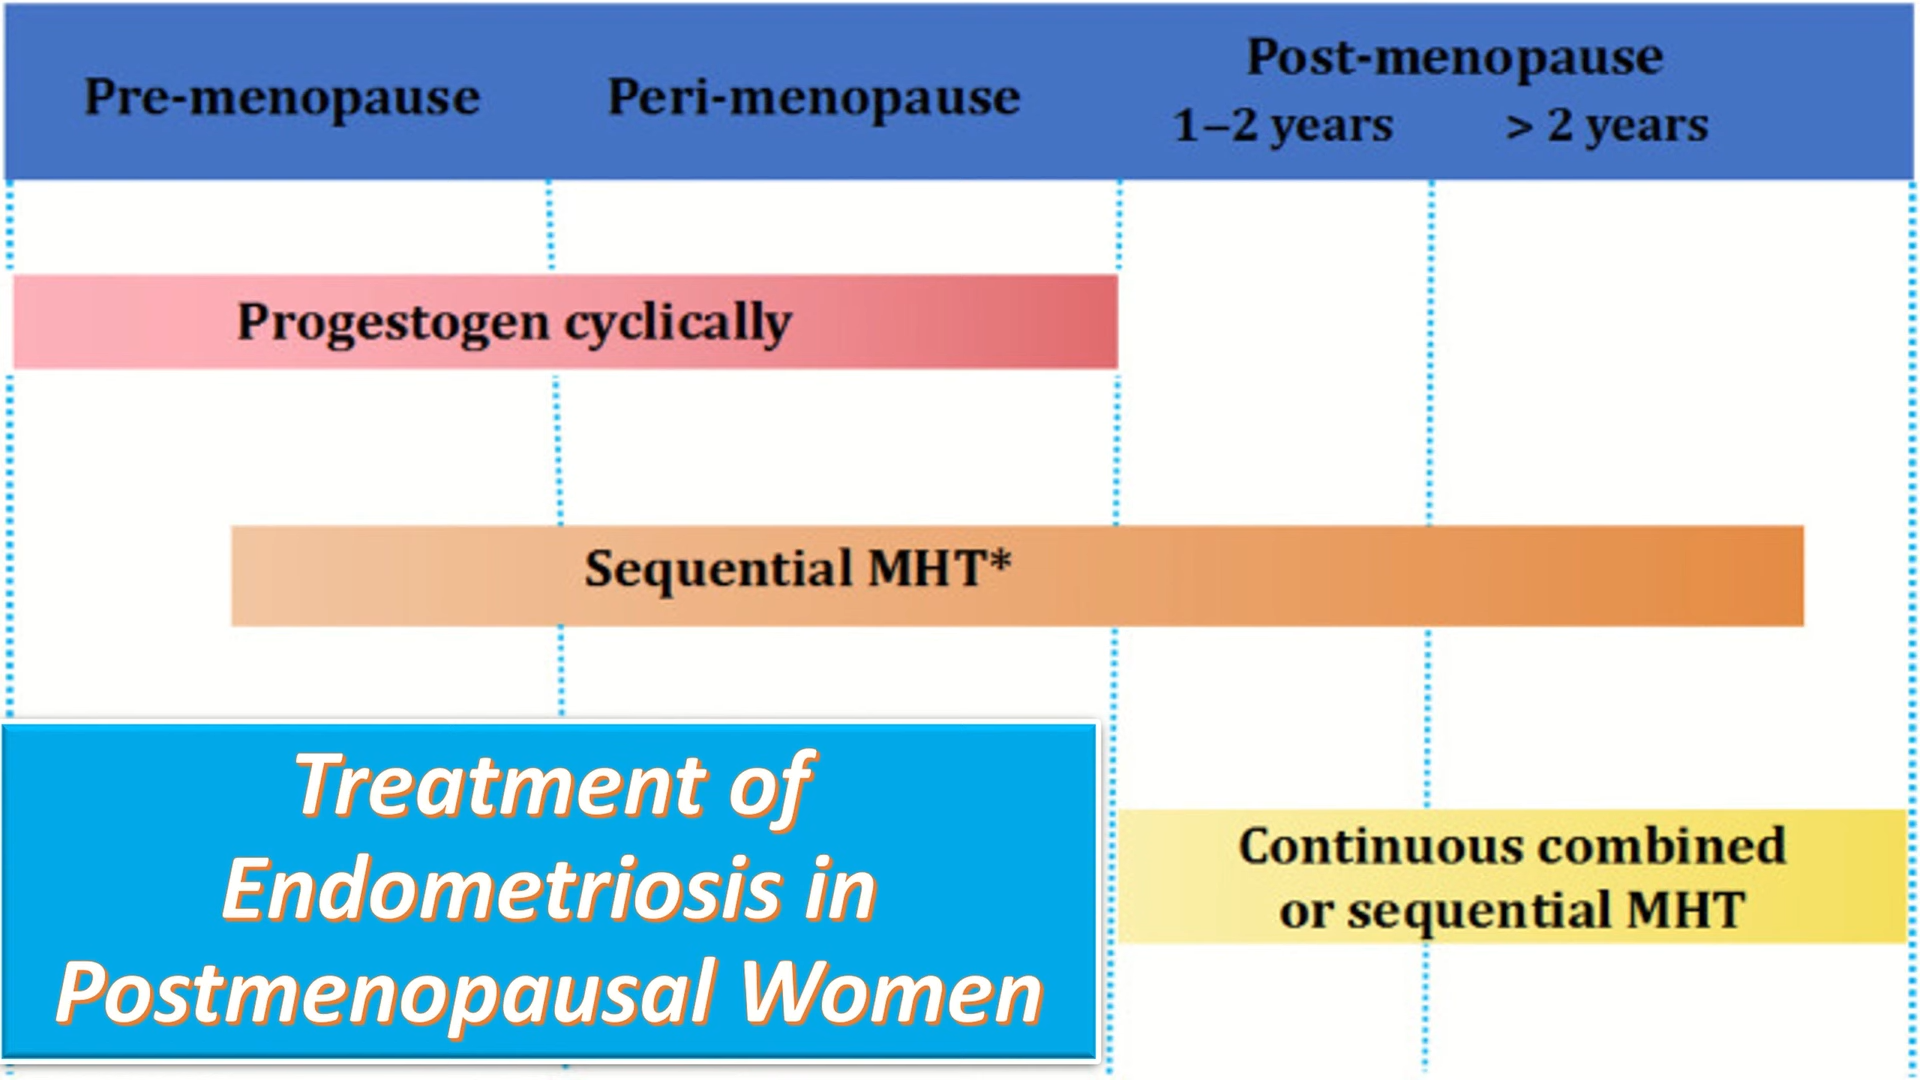 Pre-menopause
Peri-menopause
Post-menopause
1–2 years
> 2 years
Progestogen cyclically
Sequential MHT*
Continuous combined
or sequential MHT
Treatment of
Endometriosis in
Postmenopausal Women